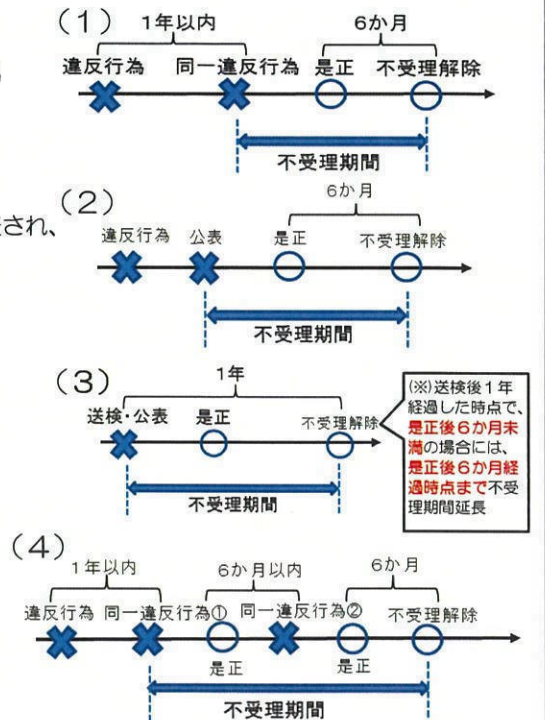 (1)
1年以内
6か月
違反行為 同一違反行為 是正 不受理解除
不受理期間
され、
(2)
6か月
違反行為 公表 是正 不受理解除
不受理期間
(3)
1年
送検・公表 是正 不受理解除
不受理期間
(※)送検後1年
経過した時点で、
是正後6か月未
満の場合には、
是正後6か月経
過時点まで不受
理期間延長
(4)
1年以内
6か月以内
6か月
違反行為 同一違反行為① 同一違反行為② 不受理解除
是正 是正
不受理期間